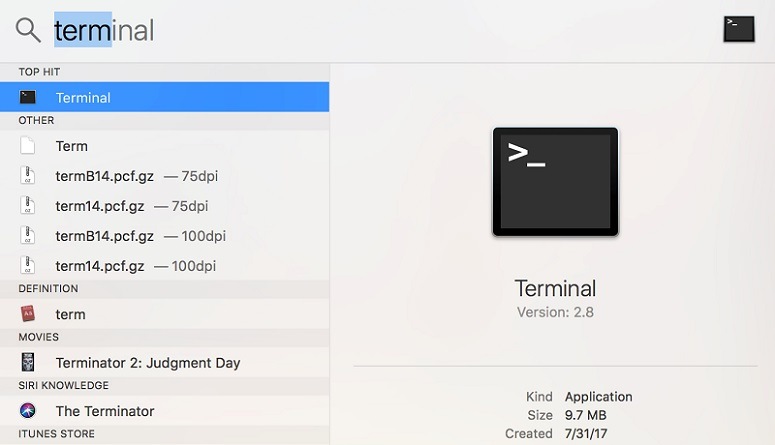 terminal
TOP HIT
Terminal
OTHER
Term
termB14.pcf.gz — 75dpi
term14.pcf.gz — 75dpi
termB14.pcf.gz — 100dpi
term14.pcf.gz — 100dpi
DEFINITION
term
MOVIES
Terminator 2: Judgment Day
SIRI KNOWLEDGE
The Terminator
ITUNES STORE
>_
Terminal
Version: 2.8
Kind Application
Size 9.7 MB
Created 7/31/17